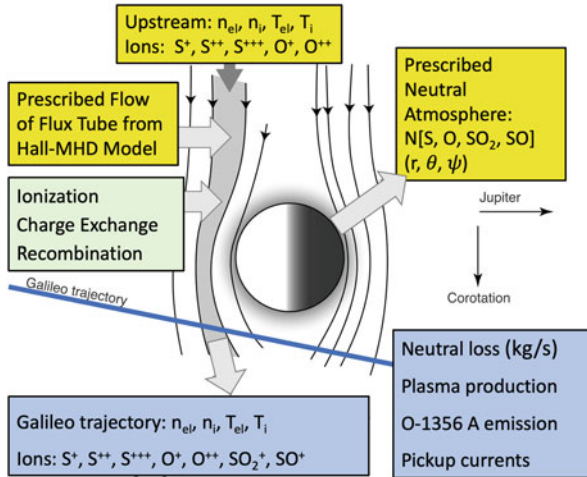 Upstream: nel, ni, Tel, Ti
Ions: S⁺, S⁺⁺, S⁺⁺⁺, O⁺, O⁺⁺
Prescribed Flow
of Flux Tube from
Hall-MHD Model
Prescribed
Neutral
Atmosphere:
N[S, O, SO₂, SO]
(r, θ, ψ)
Ionization
Charge Exchange
Recombination
Jupiter
Corotation
Galileo trajectory
Neutral loss (kg/s)
Plasma production
O-1356 A emission
Pickup currents
Galileo trajectory: nel, ni, Tel, Ti
Ions: S⁺, S⁺⁺, S⁺⁺⁺, O⁺, O⁺⁺, SO₂⁺, SO⁺